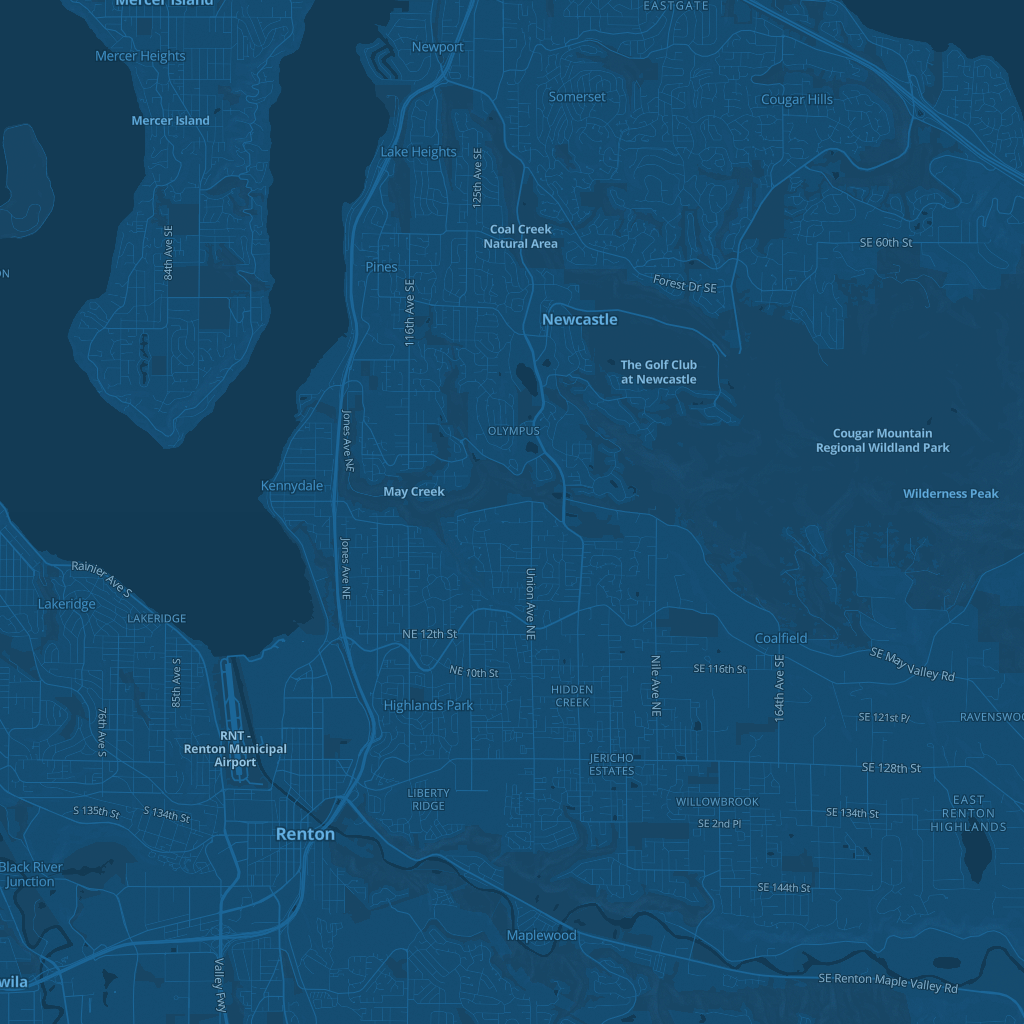 Mercer Island
EASTGATE
Newport
Mercer Heights
Somerset
Cougar Hills
Mercer Island
Lake Heights
125th Ave SE
Coal Creek
Natural Area
84th Ave SE
SE 60th St
Pines
ON
Forest Dr SE
116th Ave SE
Newcastle
The Golf Club
at Newcastle
Jones Ave NE
OLYMPUS
Cougar Mountain
Regional Wildland Park
Kennydale
May Creek
Wilderness Peak
Rainier Ave S
Jones Ave NE
Union Ave NE
Lakeridge
LAKERIDGE
NE 12th St
Coalfield
SE May Valley Rd
85th Ave S
NE 10th St
Nile Ave NE
SE 116th St
164th Ave SE
HIDDEN
CREEK
Highlands Park
76th Ave S
SE 121st Pl
RAVENSWOO
RNT -
Renton Municipal
Airport
JERICHO
ESTATES
SE 128th St
LIBERTY
RIDGE
WILLOWBROOK
S 135th St
S 134th St
SE 2nd Pl
SE 134th St
EAST
RENTON
HIGHLANDS
Renton
Black River
Junction
SE 144th St
Maplewood
wila
Valley Fwy
SE Renton Maple Valley Rd